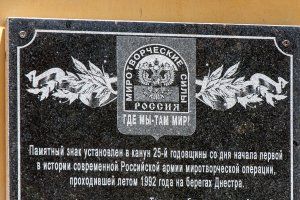 МИРОТВОРЧЕСКИЕ СИЛЫ
РОССИЯ
ГДЕ МЫ-ТАМ МИР!
Памятный знак установлен в канун 25-й годовщины со дня начала первой
в истории современной Российской армии миротворческой операции,
проходившей летом 1992 года на берегах Днестра.